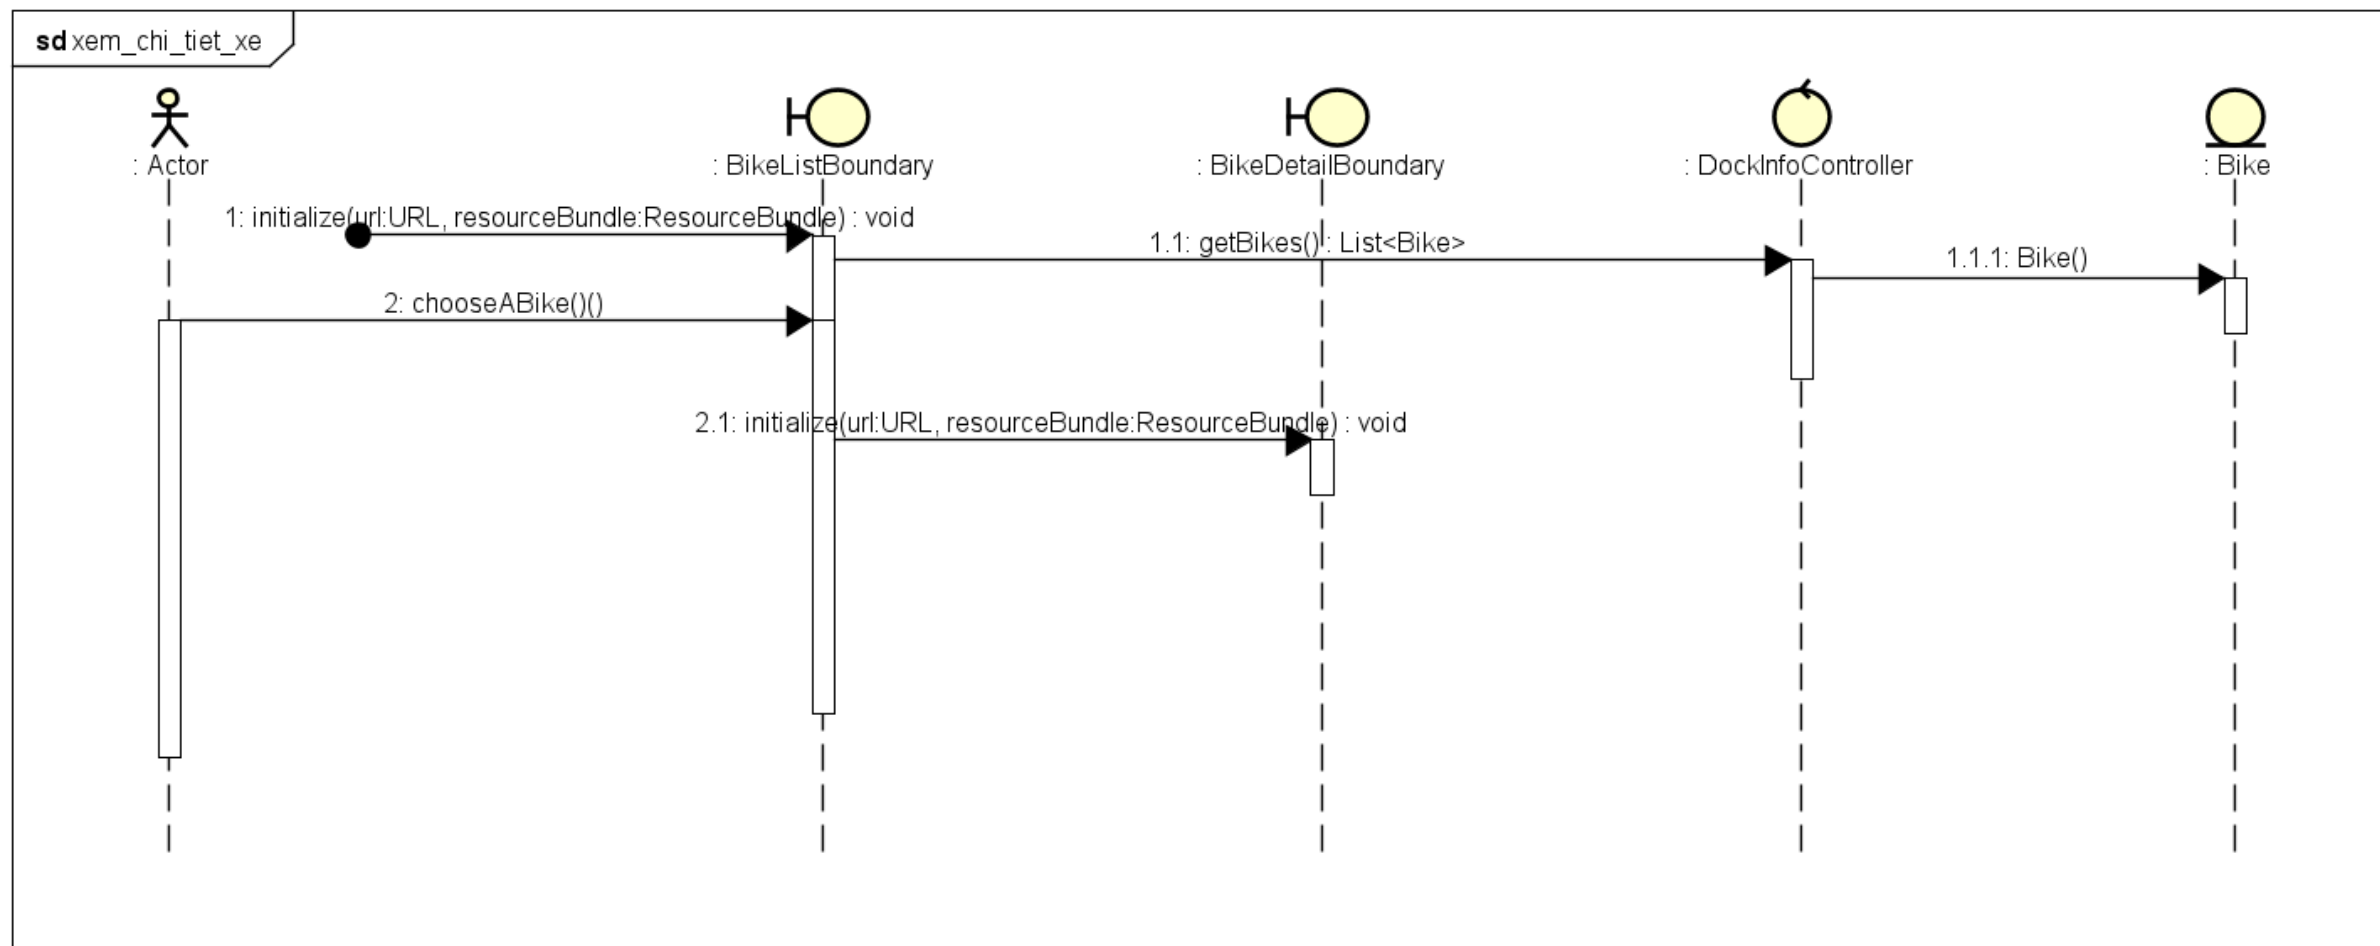 sd xem_chi_tiet_xe
: Actor
: BikeListBoundary
: BikeDetailBoundary
: DockInfoController
: Bike
1: initialize(url:URL, resourceBundle:ResourceBundle) : void
1.1: getBikes() : List<Bike>
1.1.1: Bike()
2: chooseABike()()
2.1: initialize(url:URL, resourceBundle:ResourceBundle) : void